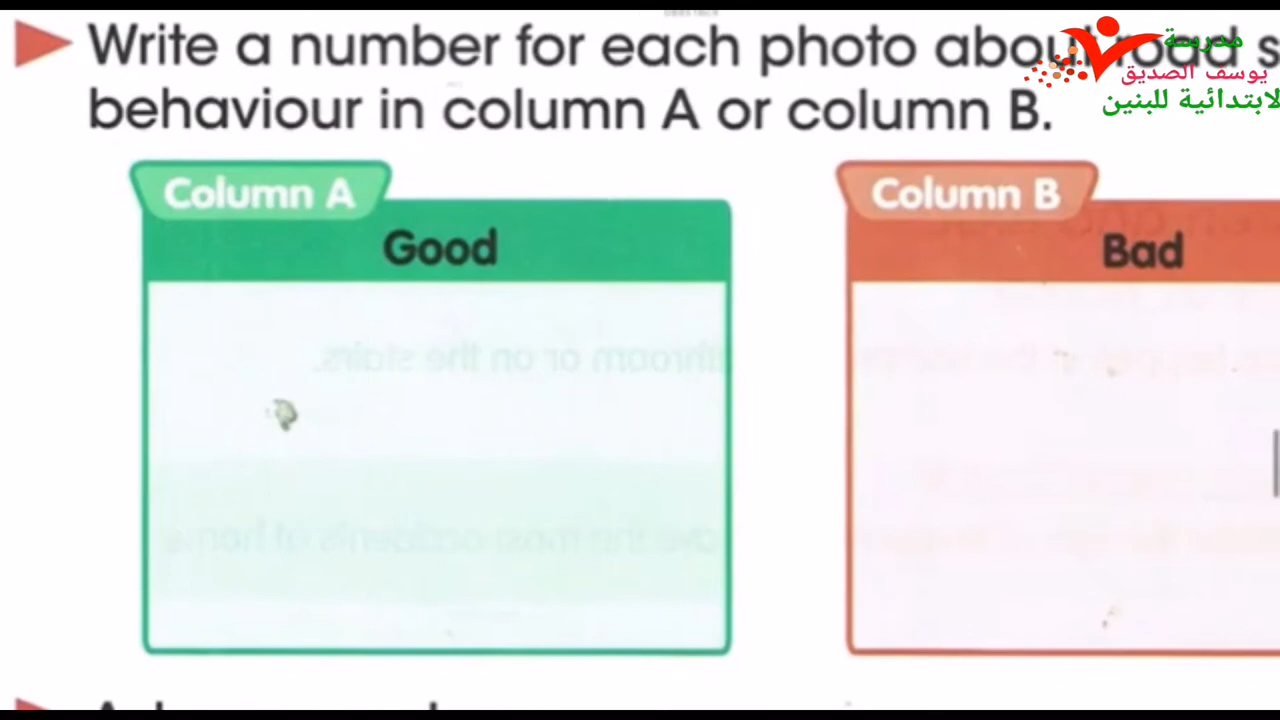 Write a number for each photo about road s
behaviour in column A or column B.
مدرسة
يوسف الصديق
الابتدائية للبنين
Column A
Column B
Good
Bad